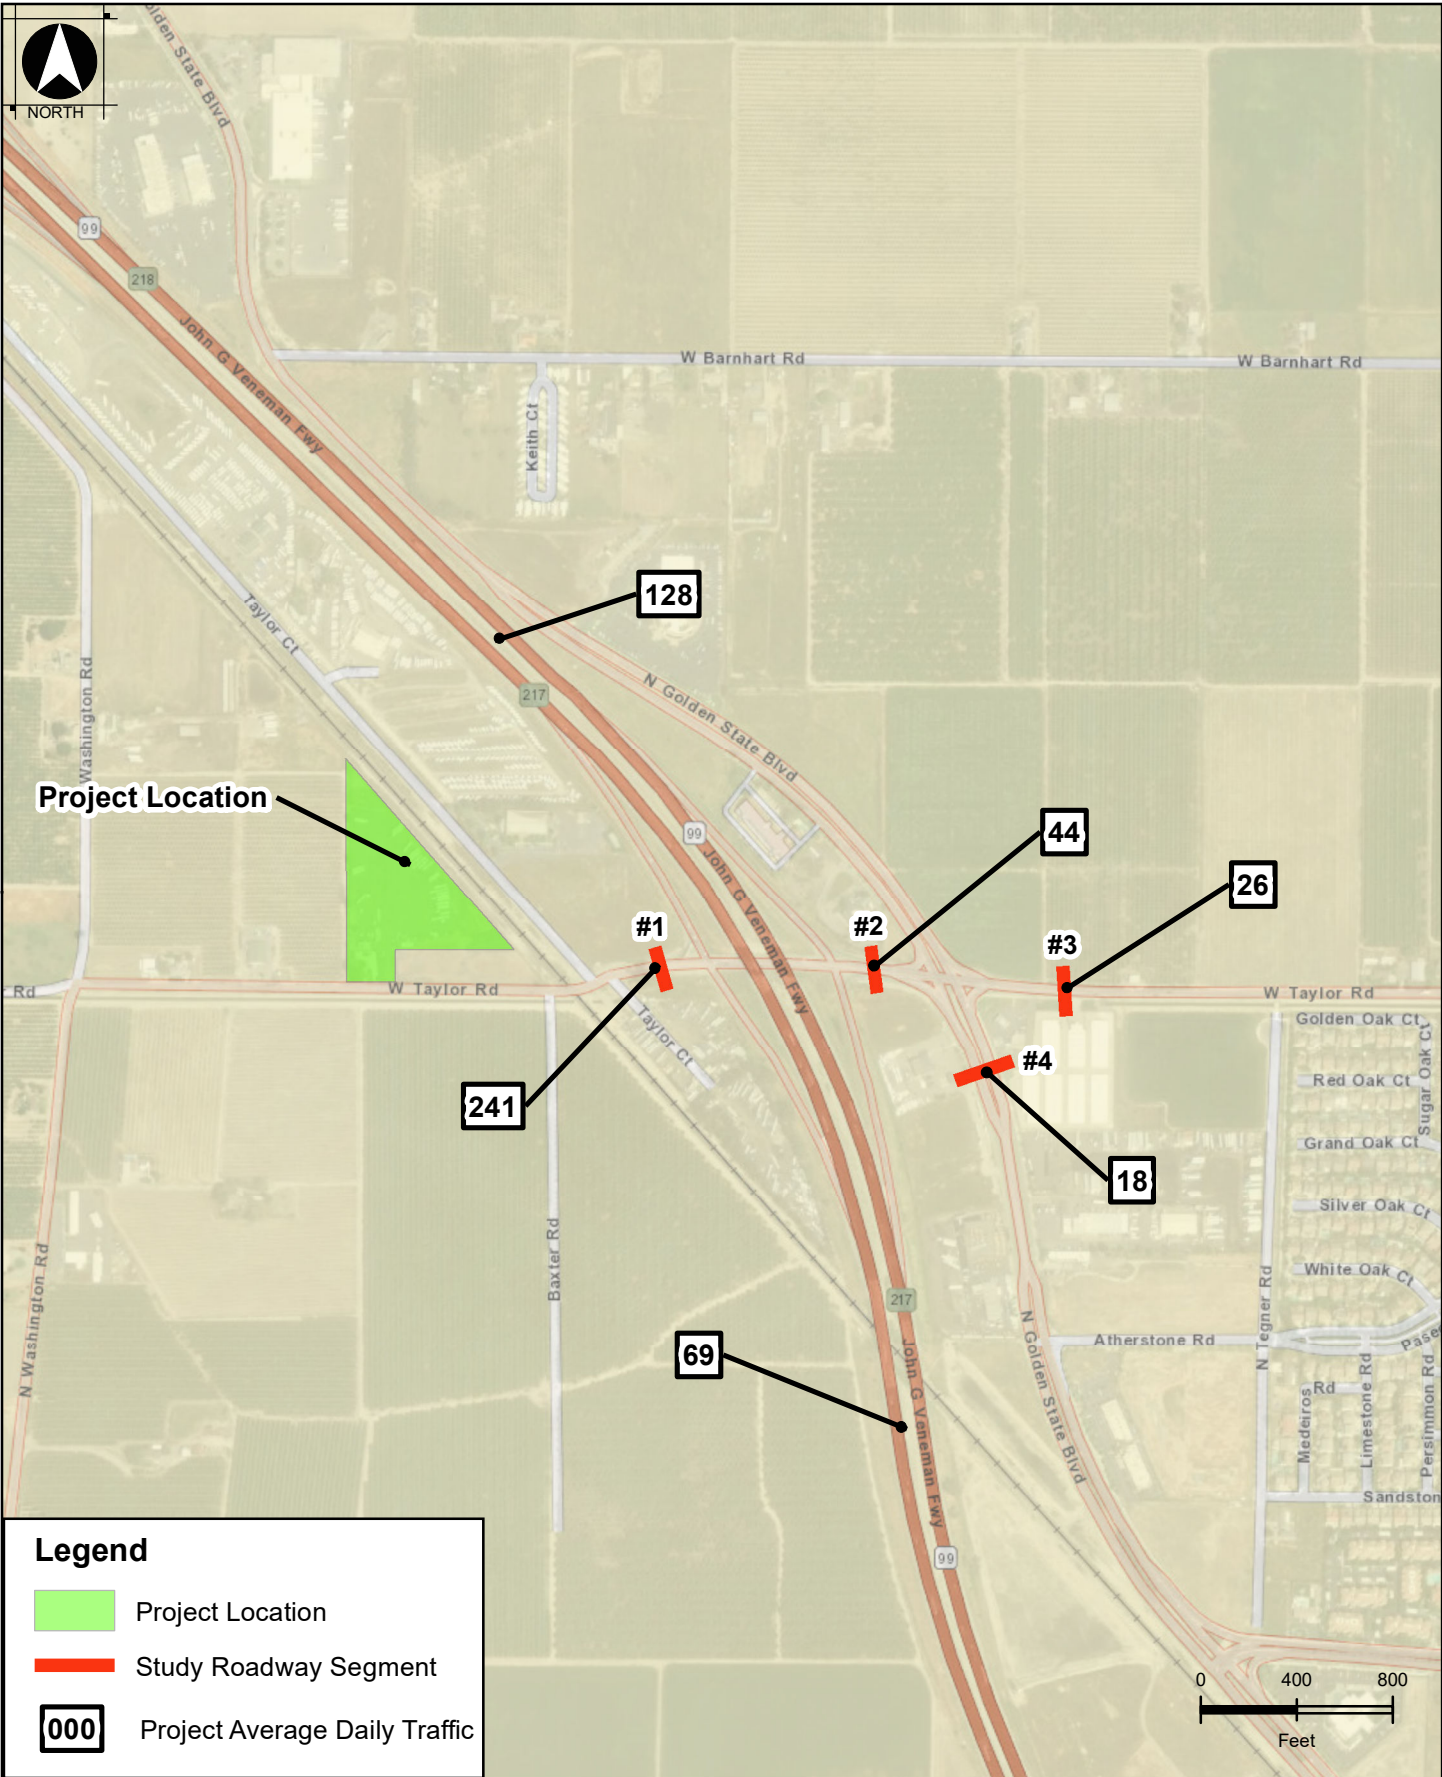 NORTH
olden State Blvd
99
218
John G Veneman Fwy
W Barnhart Rd
W Barnhart Rd
Keith Ct
128
Taylor Ct
217
N Golden State Blvd
Washington Rd
Project Location
99
John G Veneman Fwy
44
26
#1
#2
#3
Rd
W Taylor Rd
W Taylor Rd
Golden Oak Ct
Taylor Ct
#4
Red Oak Ct
Sugar Oak Ct
241
Grand Oak Ct
18
Silver Oak Ct
Baxter Rd
N Washington Rd
White Oak Ct
217
N Tegner Rd
Atherstone Rd
Pase
69
N Golden State Blvd
John G Veneman Fwy
Medeiros Rd
Limestone Rd
Persimmon Rd
Sandston
99
Legend
Project Location
Study Roadway Segment
000 Project Average Daily Traffic
0 400 800
Feet